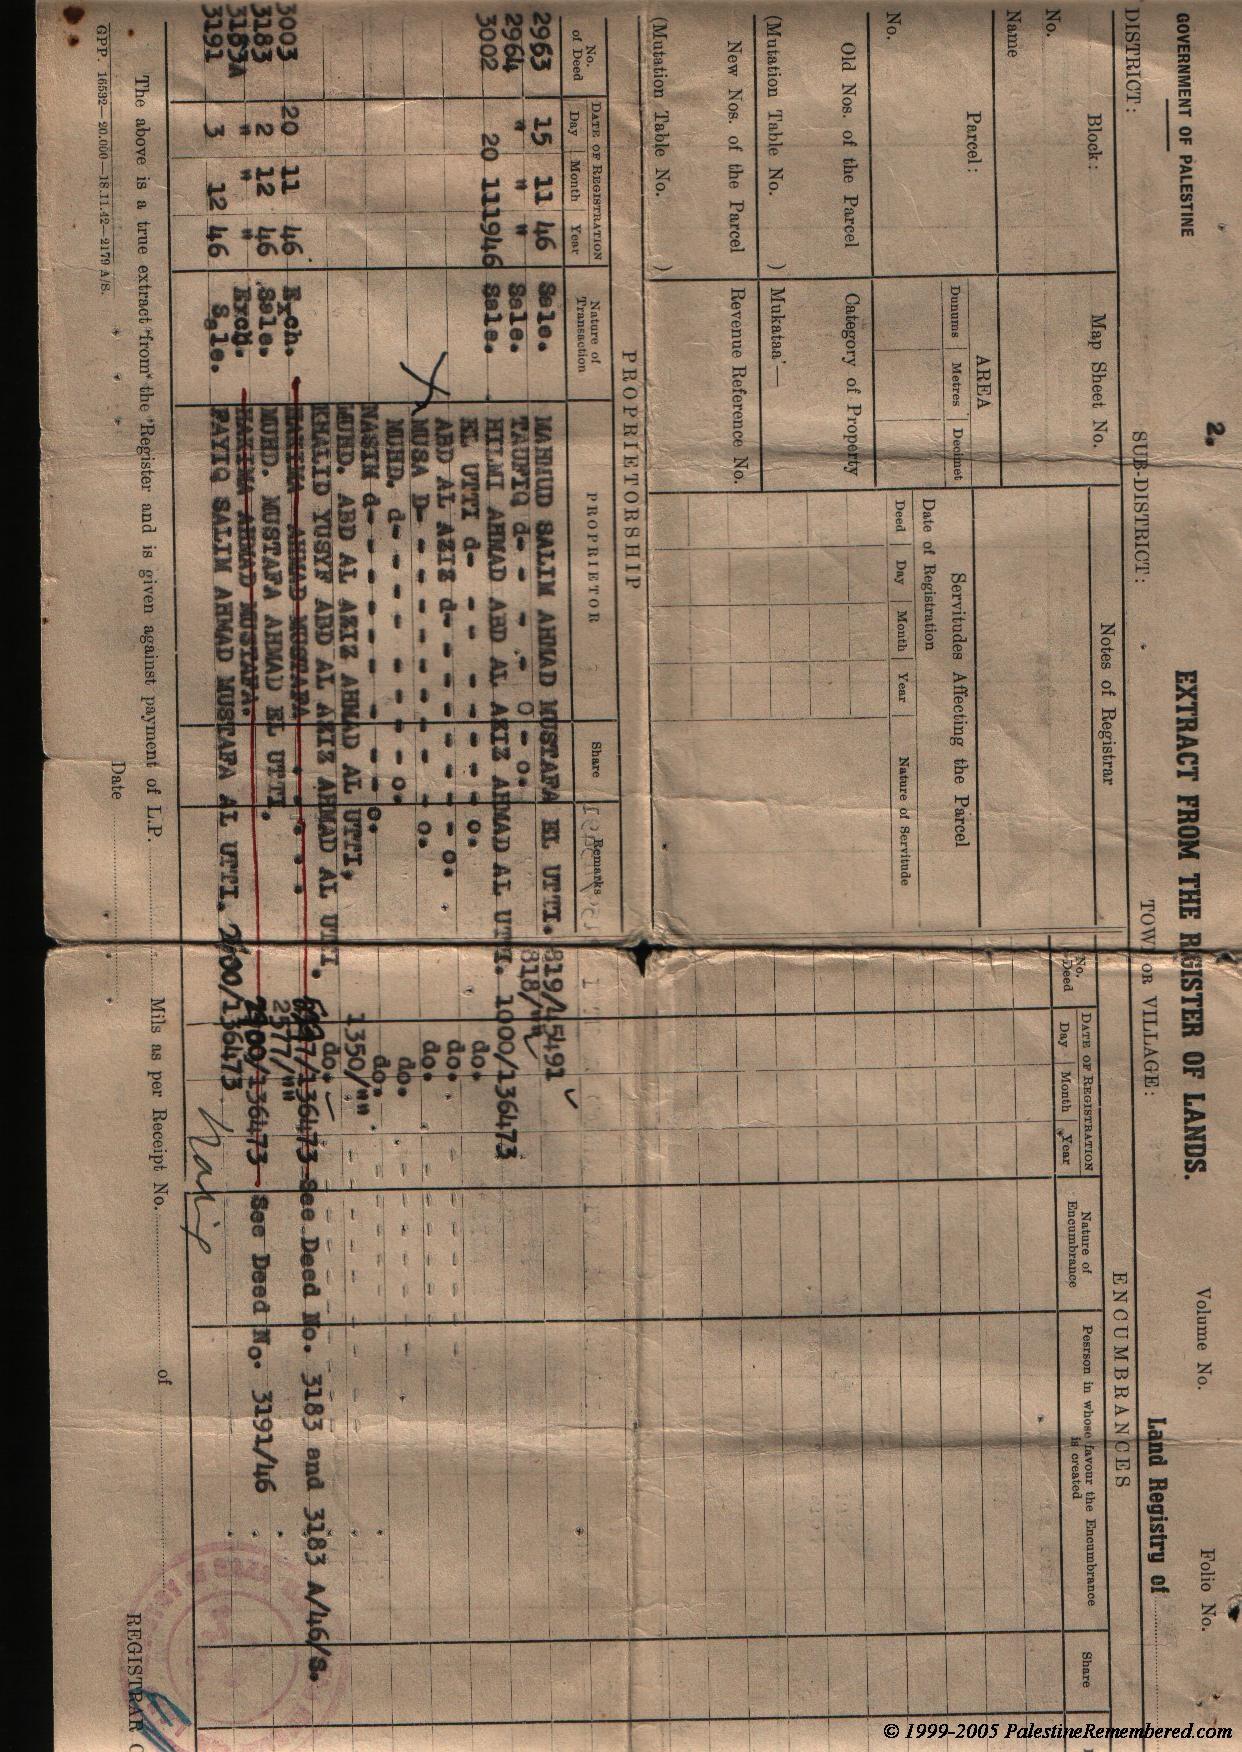 2.
GOVERNMENT OF PALESTINE
EXTRACT FROM THE REGISTER OF LANDS.
Volume No.
Folio No.
Land Registry of
DISTRICT:
SUB-DISTRICT:
TOWN OR VILLAGE:
Block:
Map Sheet No.
Notes of Registrar
ENCUMBRANCES
No.
Name
No. Deed
DATE OF REGISTRATION
Day Month Year
Nature of Encumbrance
Pesrson in whose favour the Encumbrance is created
Share
Parcel:
AREA
Dunums Metres Decimet
No.
Servitudes Affecting the Parcel
Date of Registration
Deed Day Month Year
Nature of Servitude
Old Nos. of the Parcel
Category of Property
(Mutation Table No. )
Mukataa'—
New Nos. of the Parcel
Revenue Reference No.
(Mutation Table No. )
PROPRIETORSHIP
No. of Deed
DATE OF REGISTRATION
Day Month Year
Nature of Transaction
PROPRIETOR
Share
Remarks
2963 15 11 46 Sale. MAHMUD SALIM AHMAD MUSTAFA EL UTTI. 819/45491
2964 " " " Sale. TAUFIQ d- - - - - o- o. 818/""
3002 20 11 1946 Sale. HILMI AHMAD ABD AL AZIZ AHMAD AL UTTI. 1000/136473
EL UTTI d- - - - - - - o. do.
ABD AL AZIZ d- - - - - - - o. do.
MUSA D- - - - - - - - - o. do.
MUHD. d- - - - - - - - o. do.
NASIM d- - - - - - - - - o. do.
MUHD. ABD AL AZIZ AHMAD AL UTTI, 1350/""
KHALID YUSYF ABD AL AZIZ AHMAD AL UTTI. do.
3003 20 11 46 Exch. HAKIMA AHMAD MUSTAFA /136473 See Deed No. 3183 and 3183 A/46/S.
3183 2 12 46 Sale. MUHD. MUSTAFA AHMAD EL UTTI. 2577/""
3183A " " " Exch. HAKIMA AHMAD MUSTAFA. /136473 See Deed No. 3191/46
3191 3 12 46 Sale. FAYIQ SALIM AHMAD MUSTAFA AL UTTI. /136473
The above is a true extract from the Register and is given against payment of L.P. Mils as per Receipt No. of
Date
REGISTRAR O
GPP. 16592—20.000—18.11.42—2179 A/S.
© 1999-2005 PalestineRemembered.com